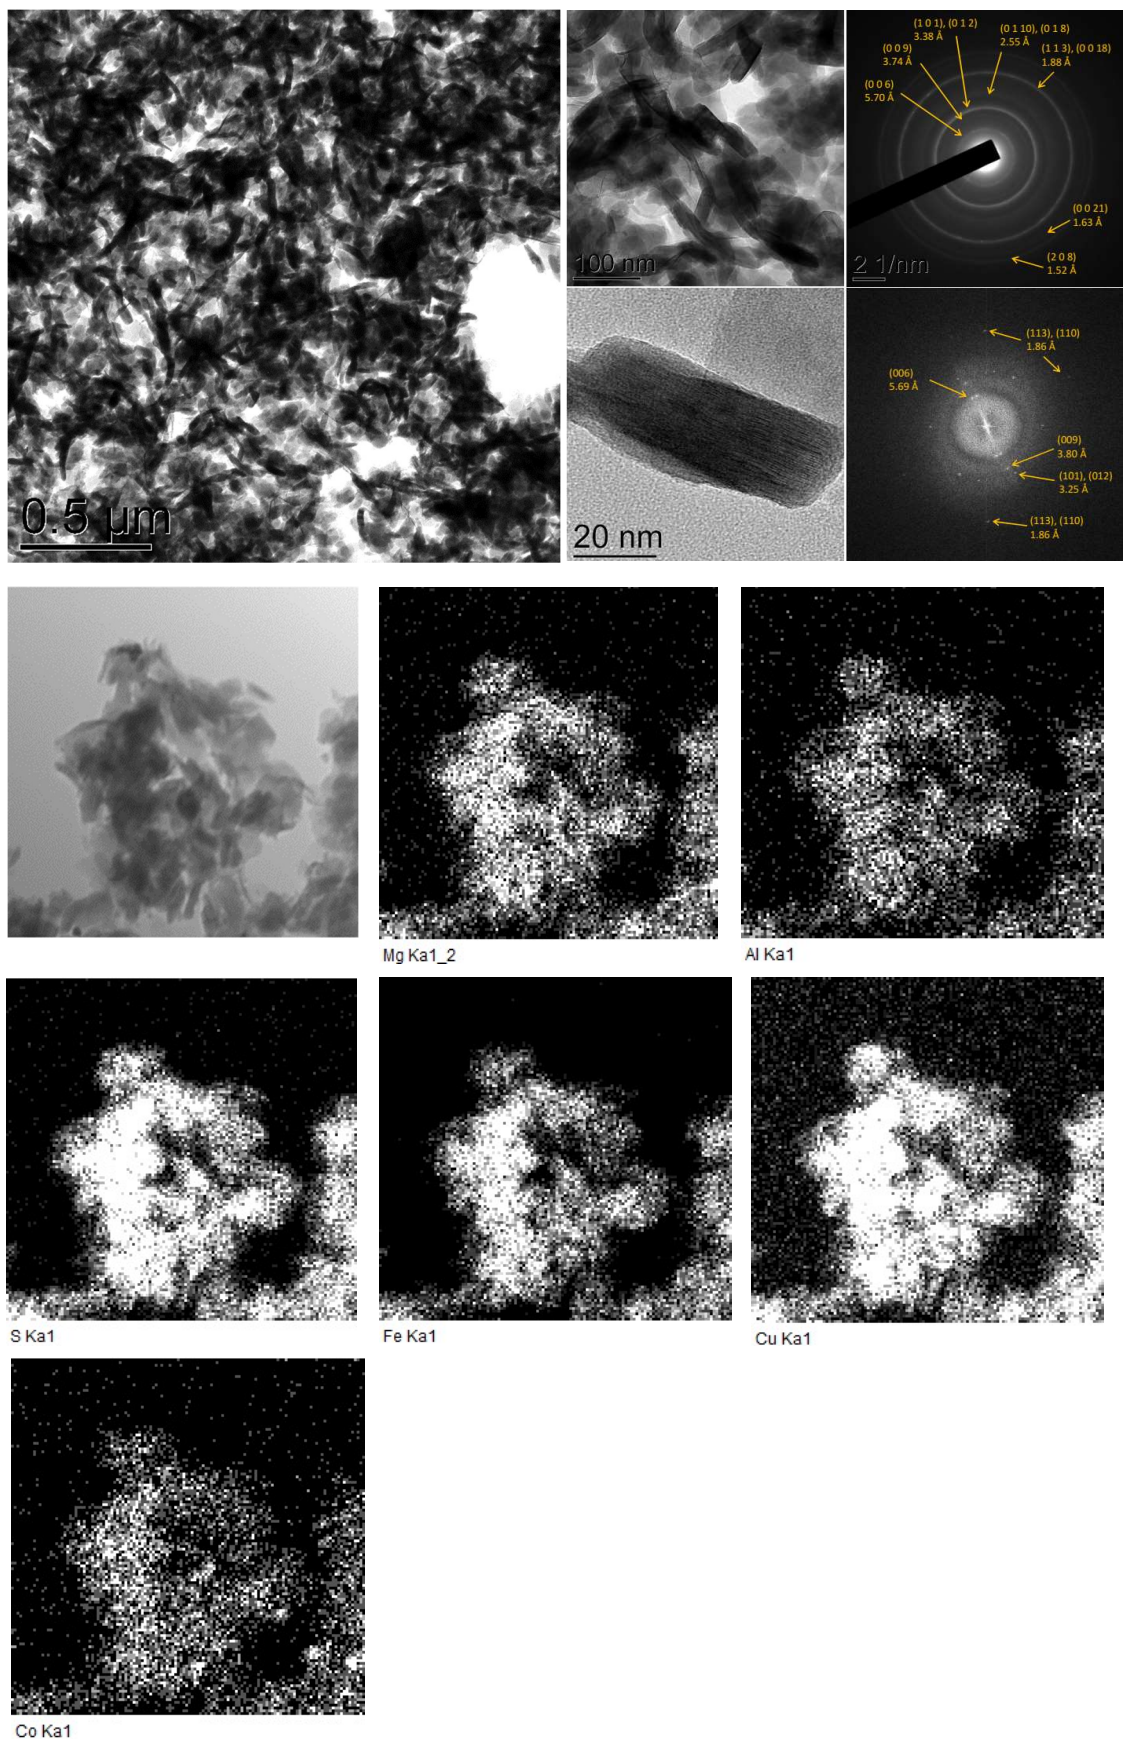 0.5 µm
100 nm
(1 0 1), (0 1 2)
3.38 Å
(0 1 10), (0 1 8)
2.55 Å
(0 0 9)
3.74 Å
(1 1 3), (0 0 18)
1.88 Å
(0 0 6)
5.70 Å
(0 0 21)
1.63 Å
(2 0 8)
1.52 Å
2 1/nm
20 nm
(113), (110)
1.86 Å
(006)
5.69 Å
(009)
3.80 Å
(101), (012)
3.25 Å
(113), (110)
1.86 Å
Mg Ka1_2
Al Ka1
S Ka1
Fe Ka1
Cu Ka1
Co Ka1